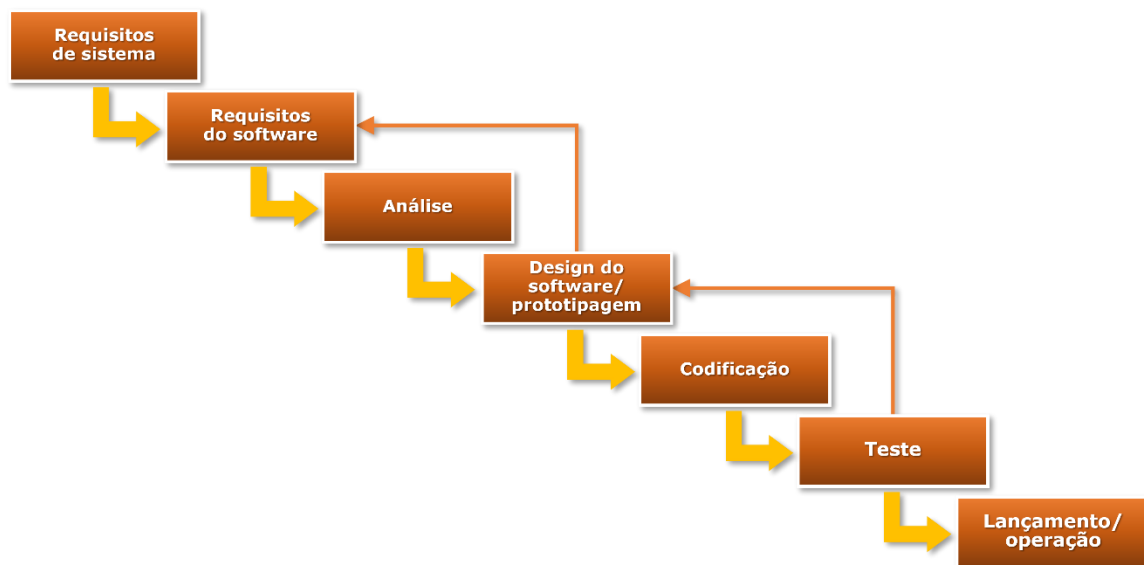 Requisitos
de sistema
Requisitos
do software
Análise
Design do
software/
prototipagem
Codificação
Teste
Lançamento/
operação